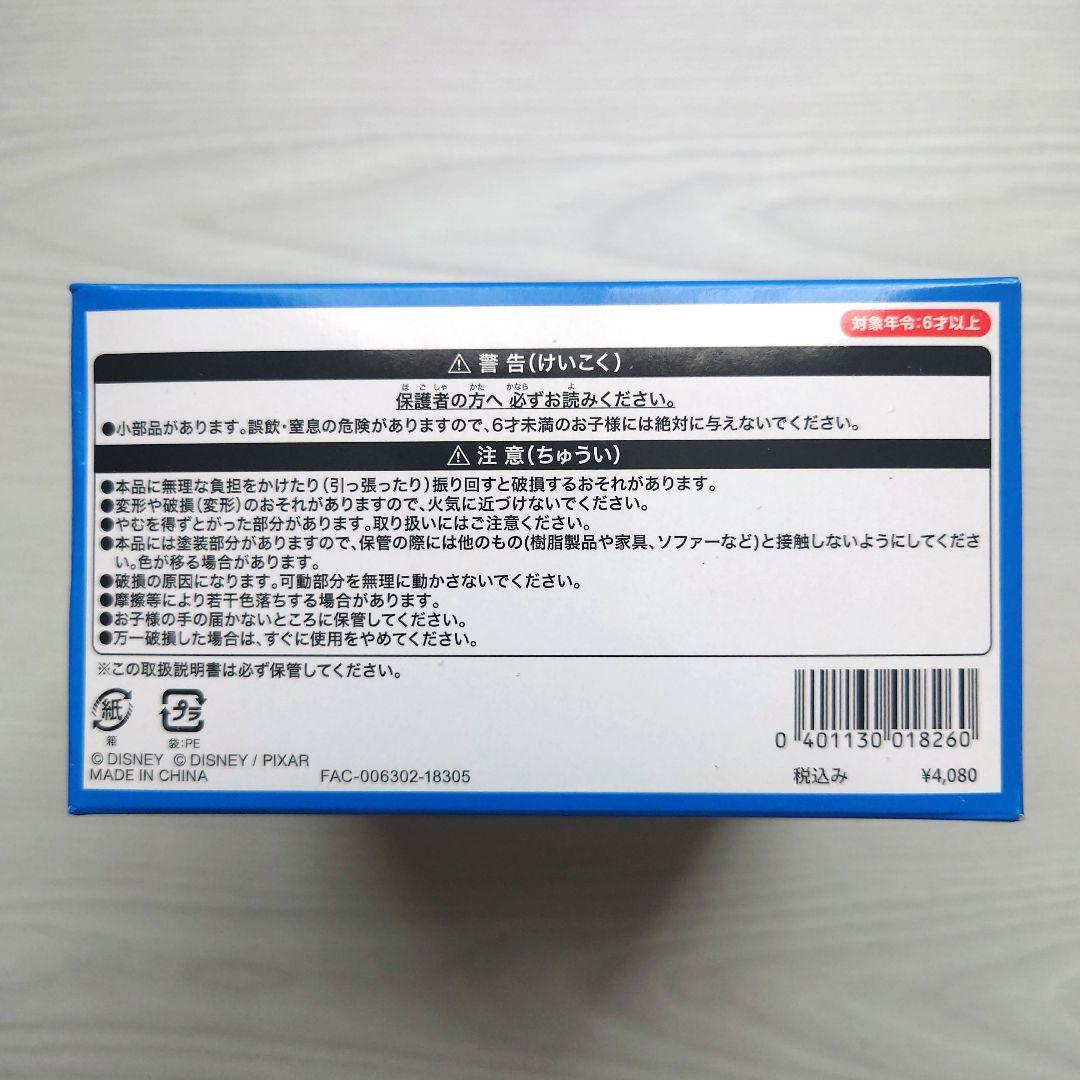 対象年令:6才以上
⚠警告(けいこく)
ほごしゃ かた かなら よ
保護者の方へ 必ずお読みください。
●小部品があります。誤飲・窒息の危険がありますので、6才未満のお子様には絶対に与えないでください。
⚠注意(ちゅうい)
●本品に無理な負担をかけたり(引っ張ったり)振り回すと破損するおそれがあります。
●変形や破損(変形)のおそれがありますので、火気に近づけないでください。
●やむを得ずとがった部分があります。取り扱いにはご注意ください。
●本品には塗装部分がありますので、保管の際には他のもの(樹脂製品や家具、ソファーなど)と接触しないようにしてくださ
い。色が移る場合があります。
●破損の原因になります。可動部分を無理に動かさないでください。
●摩擦等により若干色落ちする場合があります。
●お子様の手の届かないところに保管してください。
●万一破損した場合は、すぐに使用をやめてください。
※この取扱説明書は必ず保管してください。
紙 プラ
箱 袋:PE
0 401130 018260
© DISNEY © DISNEY / PIXAR
MADE IN CHINA FAC-006302-18305 税込み ¥4,080